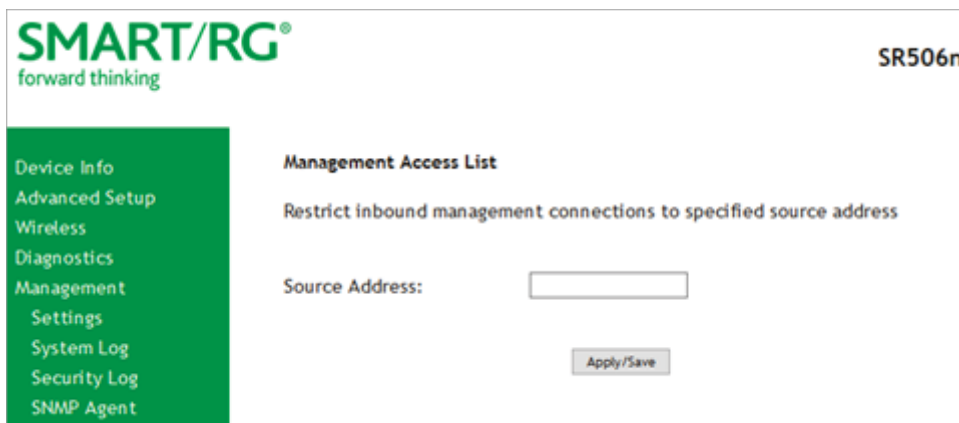 SMART/RG®
forward thinking
SR506n
Device Info
Advanced Setup
Wireless
Diagnostics
Management
Settings
System Log
Security Log
SNMP Agent
Management Access List
Restrict inbound management connections to specified source address
Source Address:
Apply/Save